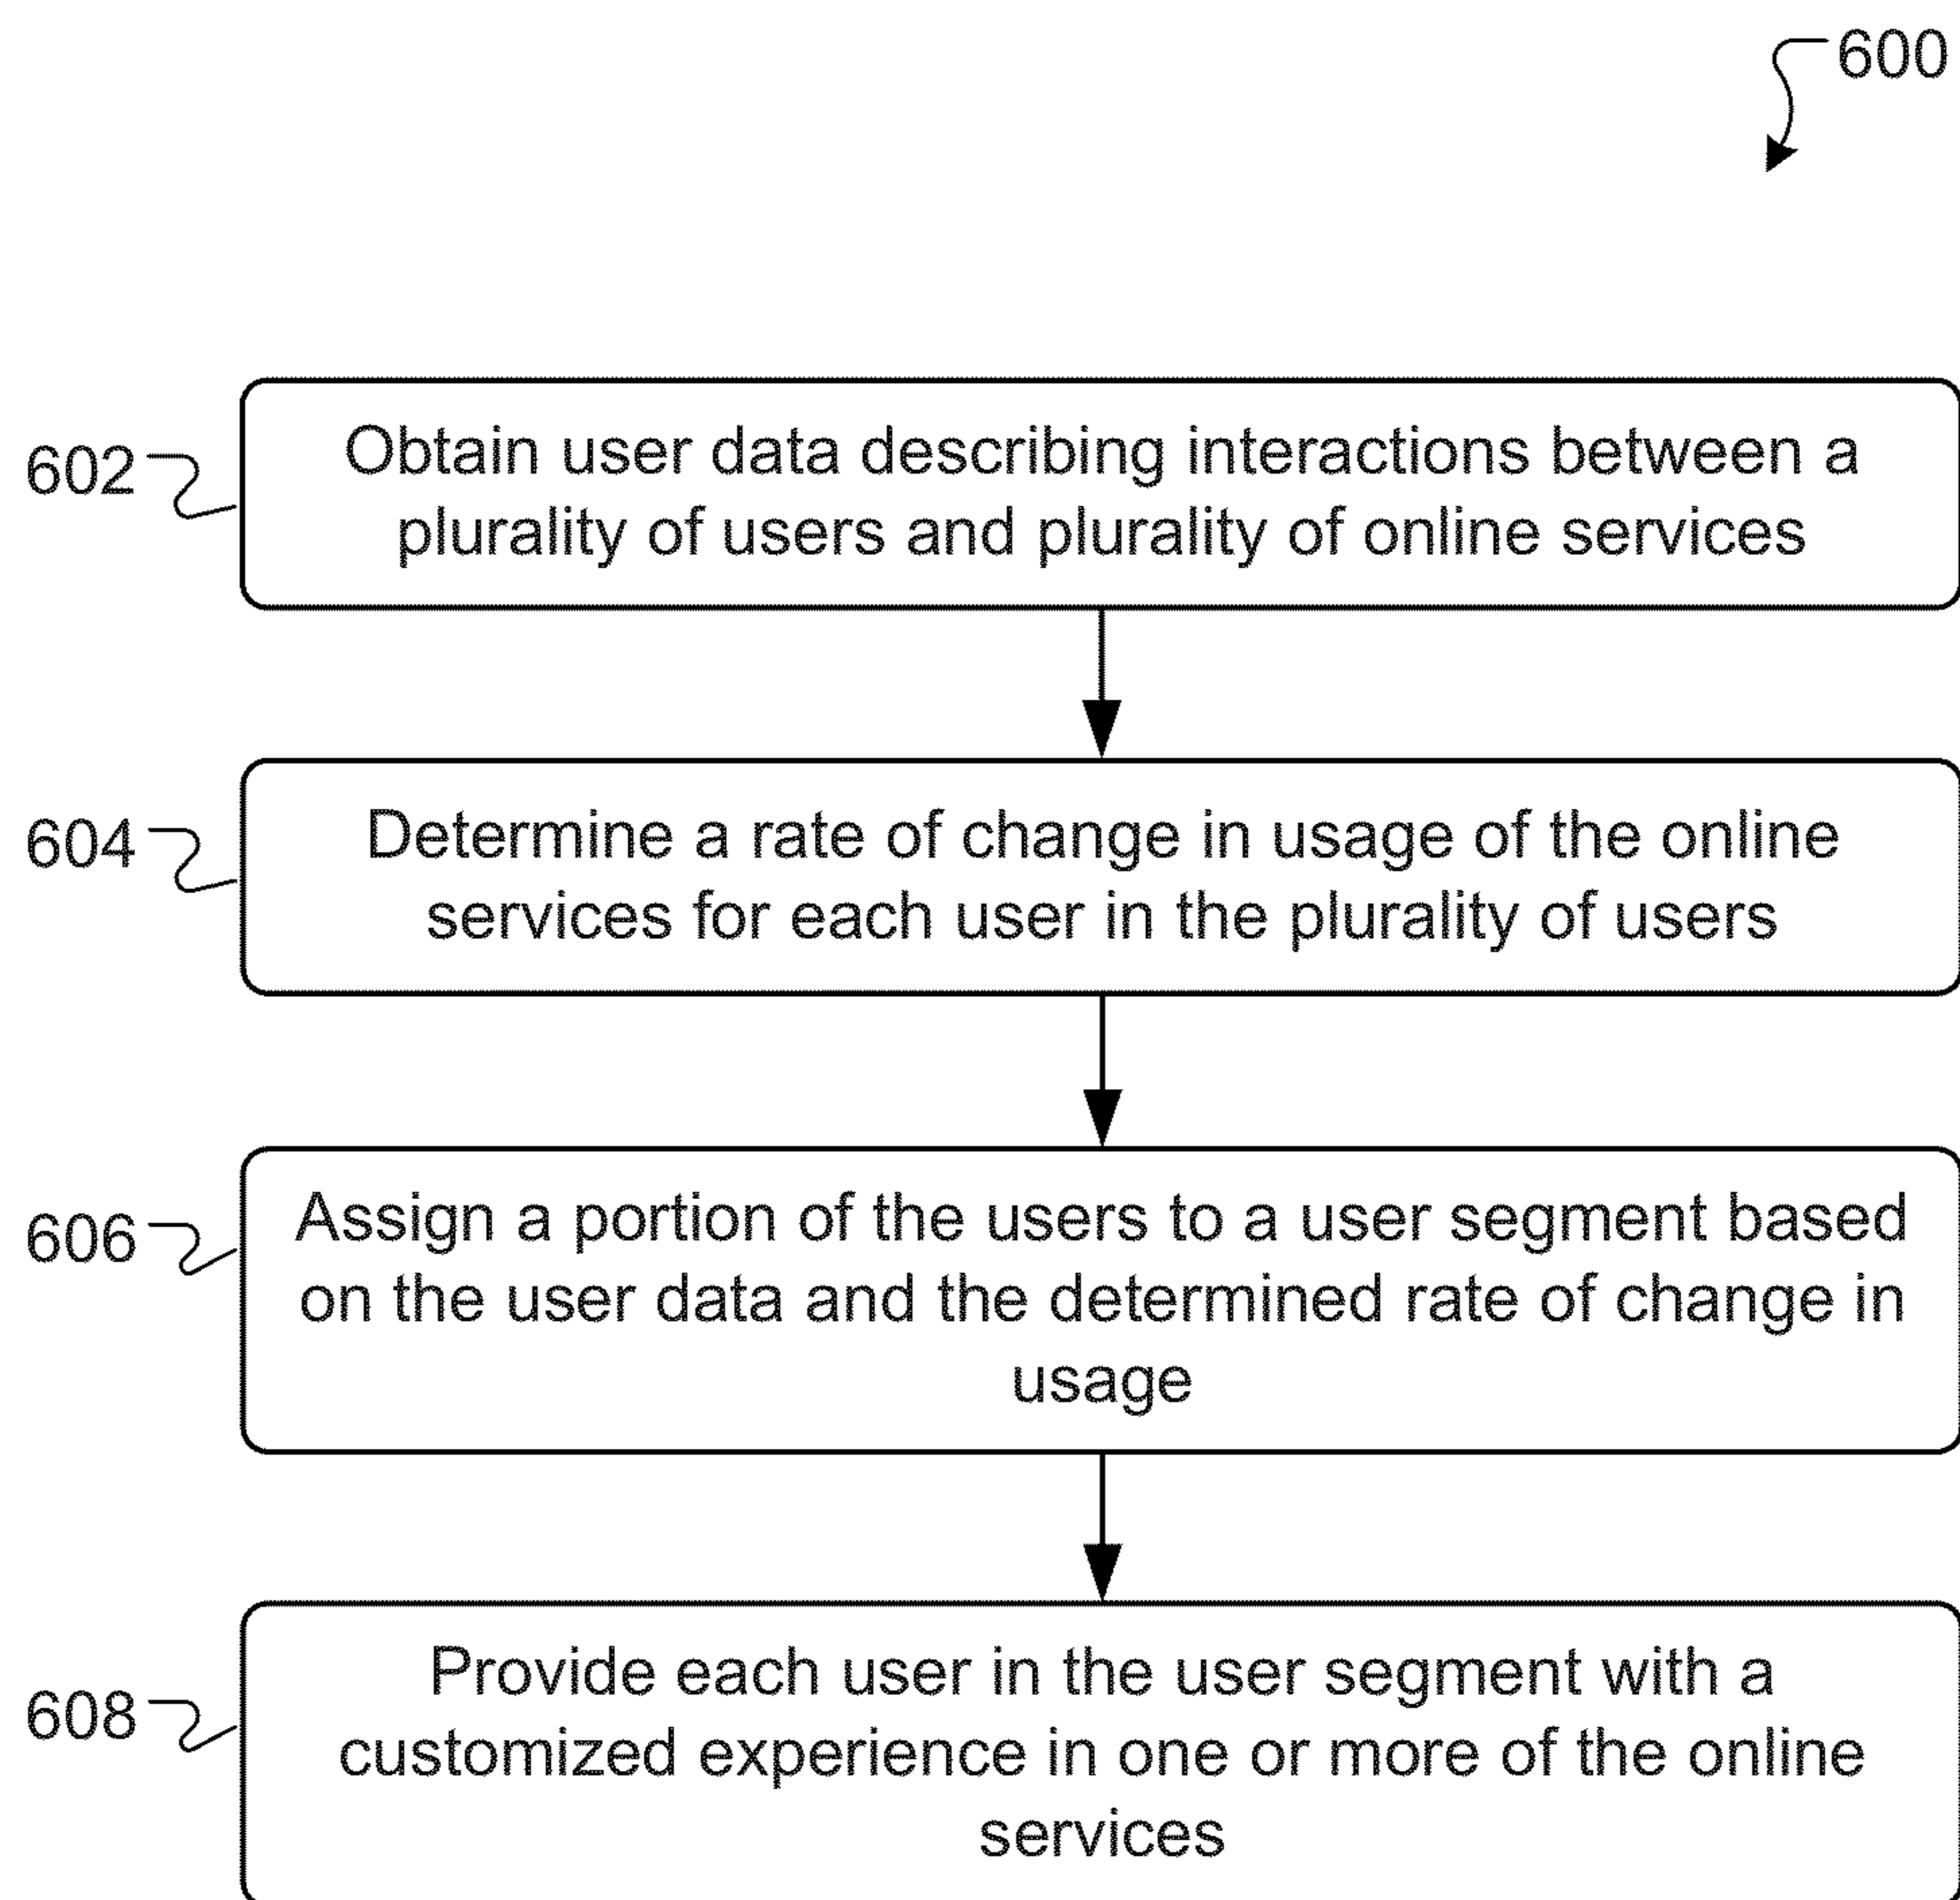 600
602
Obtain user data describing interactions between a
plurality of users and plurality of online services
604
Determine a rate of change in usage of the online
services for each user in the plurality of users
606
Assign a portion of the users to a user segment based
on the user data and the determined rate of change in
usage
608
Provide each user in the user segment with a
customized experience in one or more of the online
services